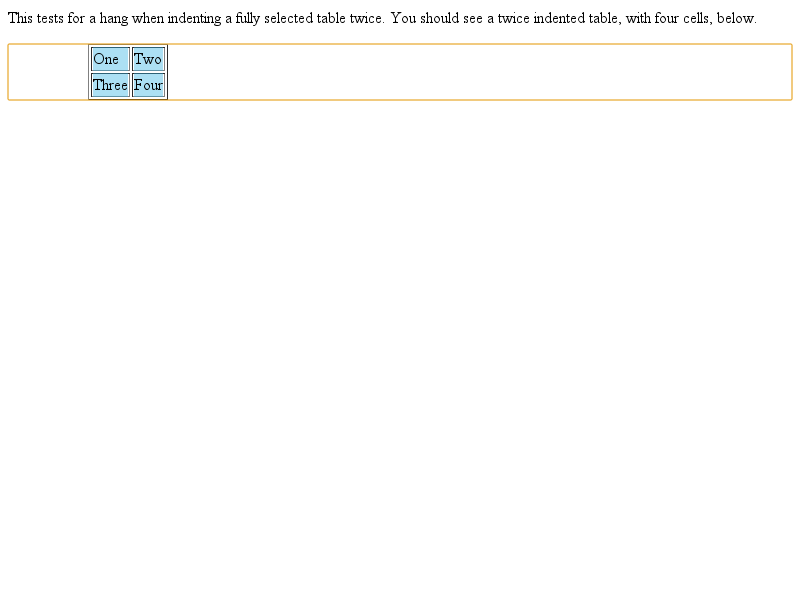 This tests for a hang when indenting a fully selected table twice. You should see a twice indented table, with four cells, below.
One Two
Three Four